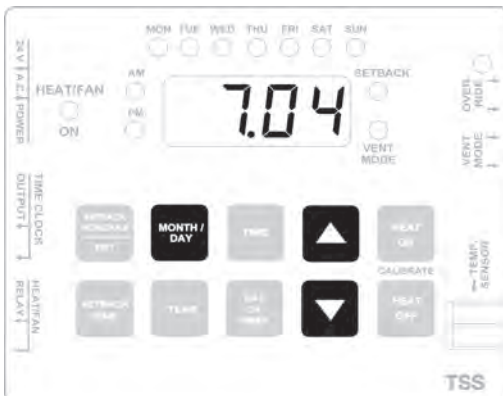 MON TUE WED THU FRI SAT SUN
24 V A.C. POWER
HEAT/FAN
ON
AM
PM
7.04
SETBACK
VENT
MODE
OVER
RIDE
VENT
MODE
TIME CLOCK
OUTPUT
SETBACK
SCHEDULE
MONTH /
DAY
TIME
HEAT
ON
TEMP.
SENSOR
CALIBRATE
HEAT/FAN
RELAY
YEAR
HEAT
OFF
TSS